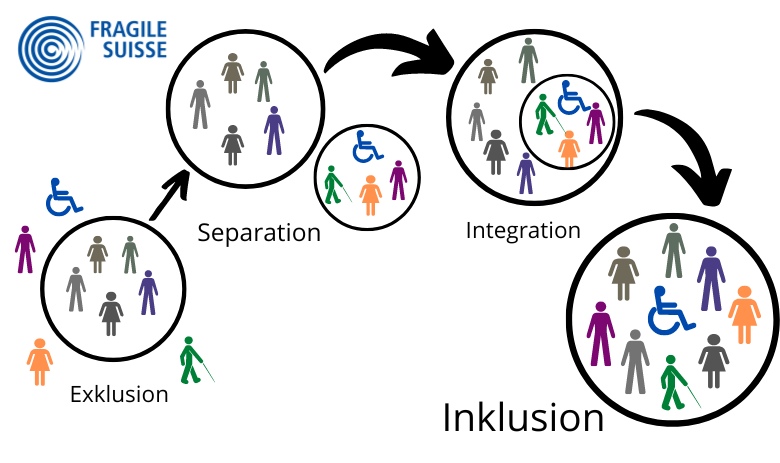 FRAGILE
SUISSE
Separation
Integration
Exklusion
Inklusion